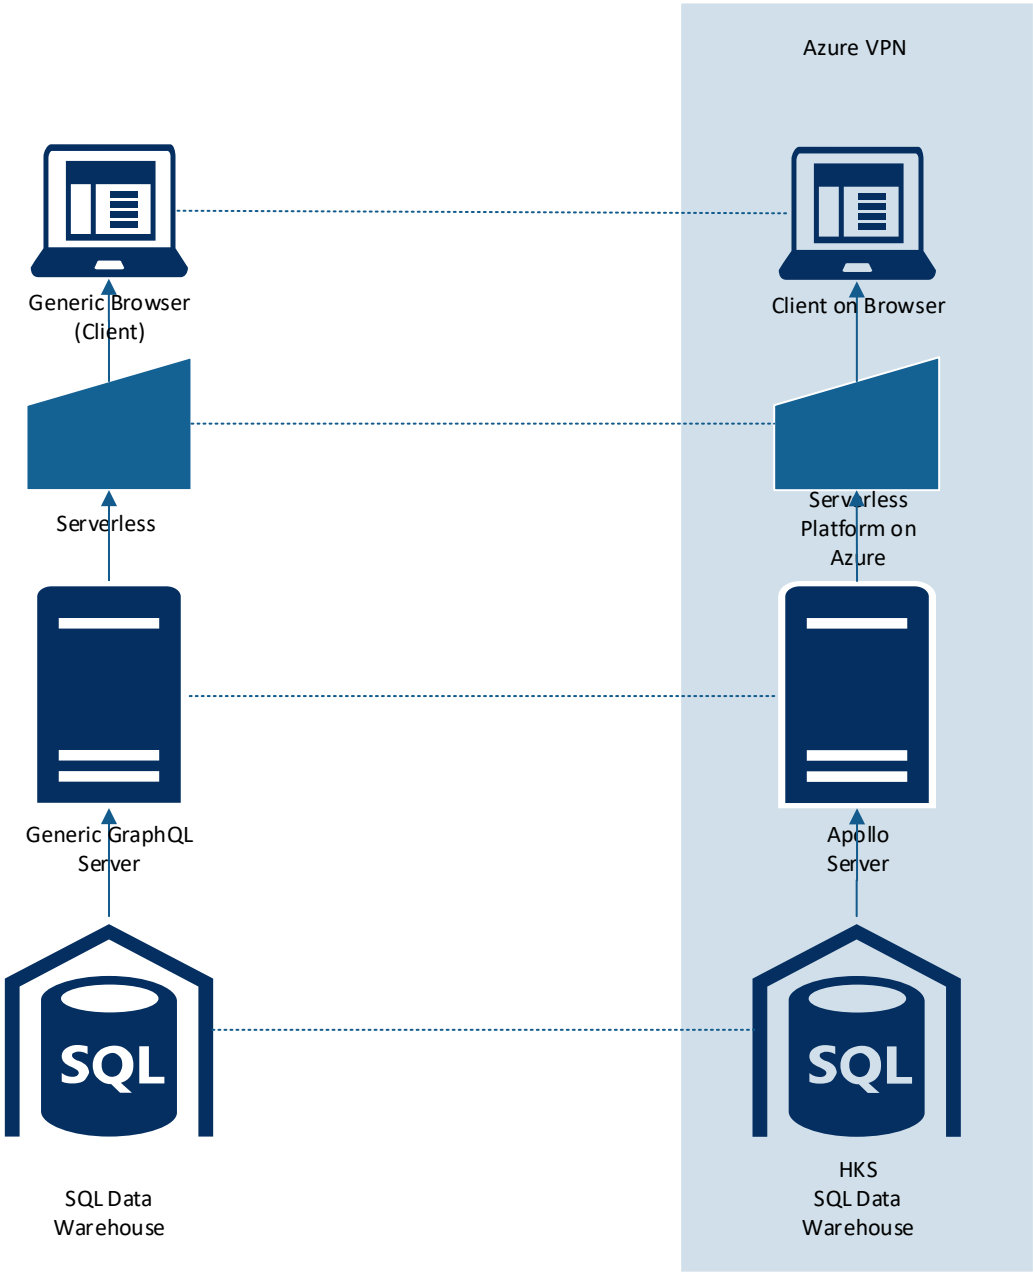 Azure VPN
Generic Browser
(Client)
Client on Browser
Serverless
Serverless
Platform on
Azure
Generic GraphQL
Server
Apollo
Server
SQL
SQL
SQL Data
Warehouse
HKS
SQL Data
Warehouse